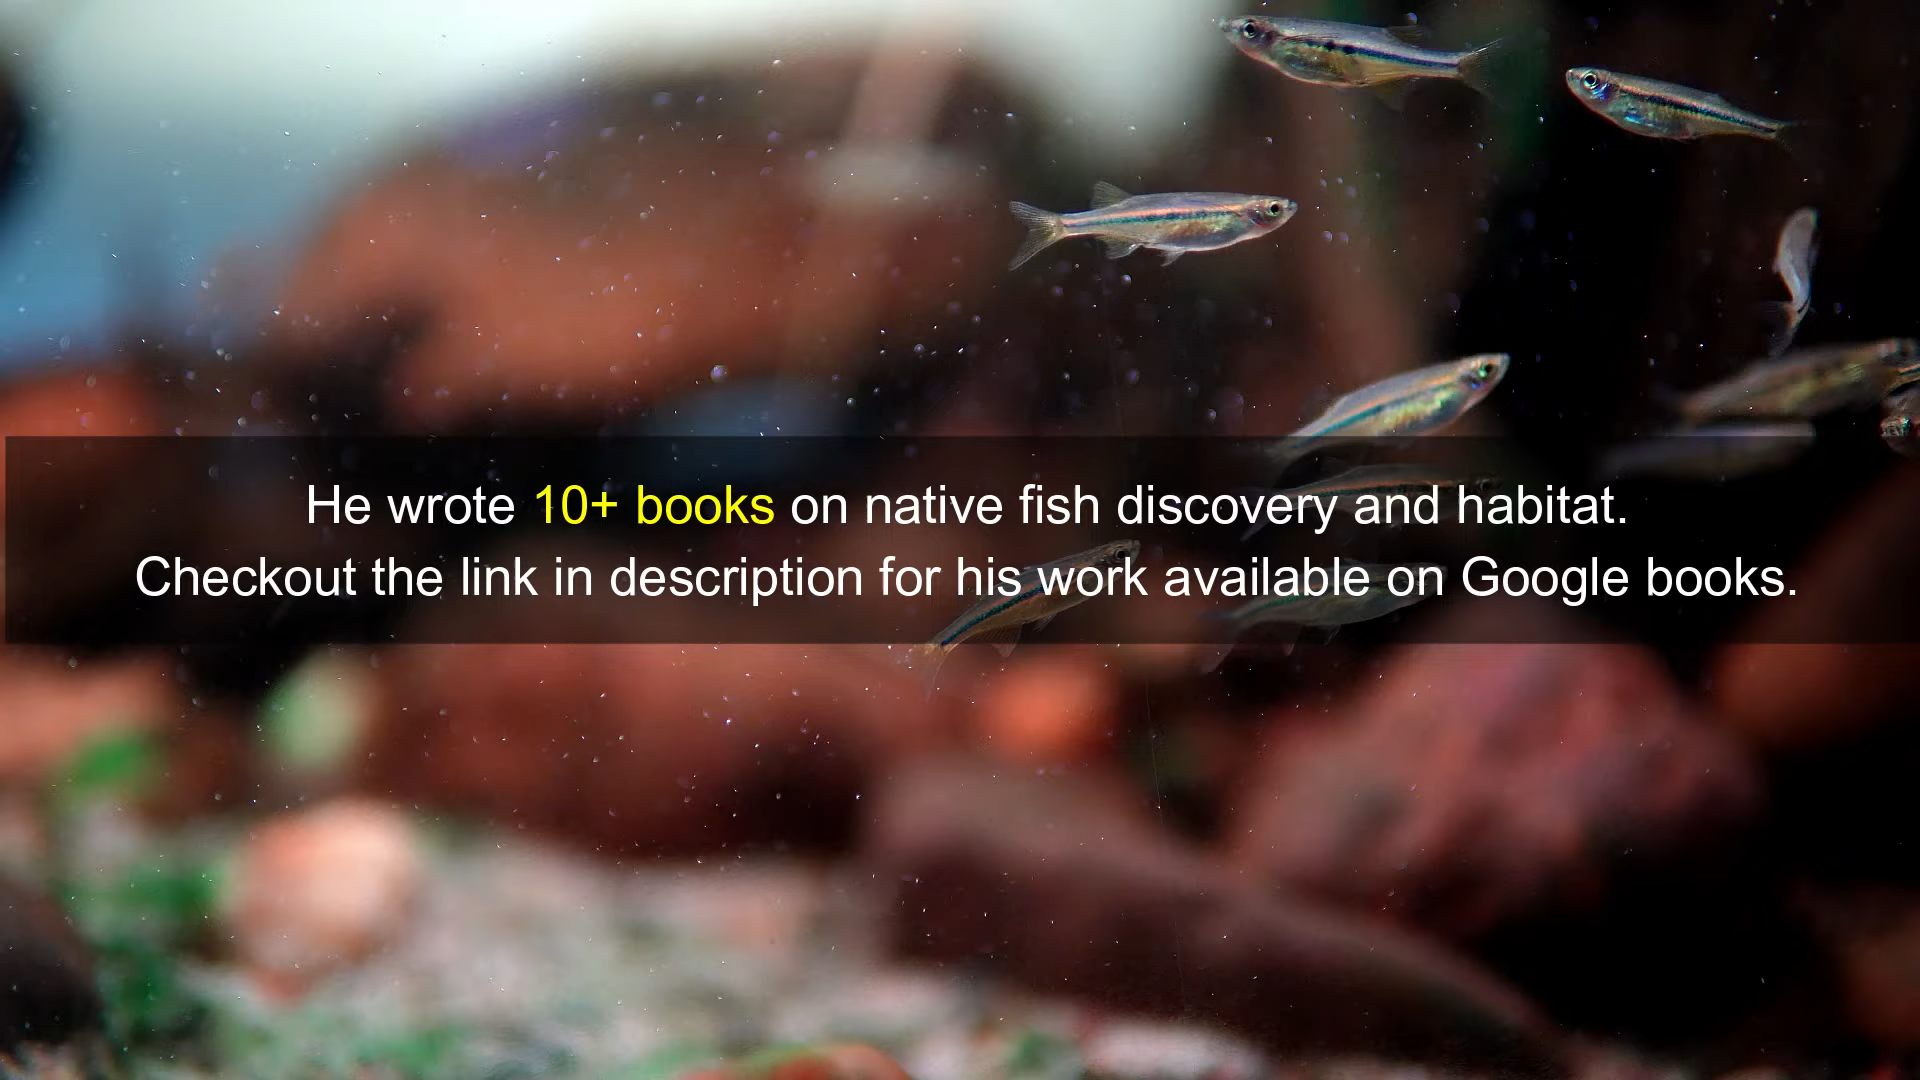 He wrote 10+ books on native fish discovery and habitat.
Checkout the link in description for his work available on Google books.